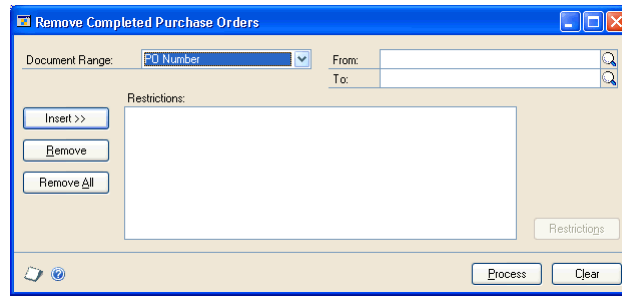 Remove Completed Purchase Orders
Document Range: PO Number From:
To:
Restrictions:
Insert >>
Remove
Remove All
Restrictions
Process Clear